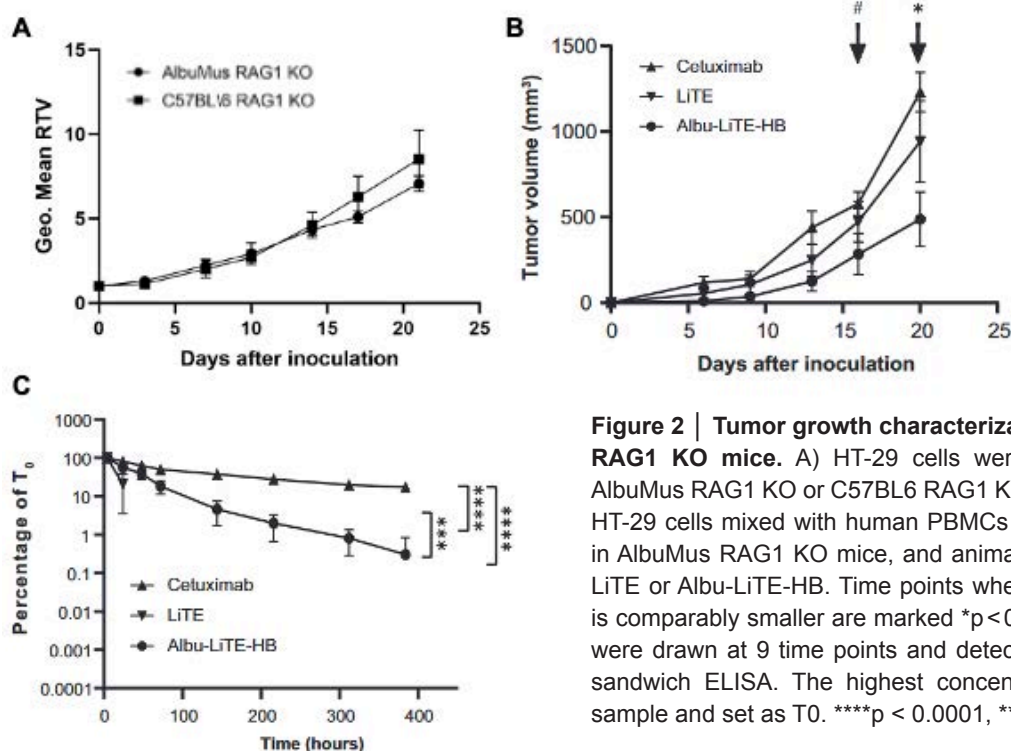 A
15
10
5
0
Geo. Mean RTV
AlbuMus RAG1 KO
C57BL\6 RAG1 KO
0 5 10 15 20 25
Days after inoculation
B
# *
1500
1000
500
0
Tumor volume (mm³)
Cetuximab
LiTE
Albu-LiTE-HB
0 5 10 15 20 25
Days after inoculation
C
1000
100
10
1
0.1
0.01
0.001
0.0001
Percentage of T₀
Cetuximab
LiTE
Albu-LiTE-HB
***
****
****
0 100 200 300 400
Time (hours)
Figure 2 | Tumor growth characteriza
RAG1 KO mice. A) HT-29 cells wer
AlbuMus RAG1 KO or C57BL6 RAG1 K
HT-29 cells mixed with human PBMCs
in AlbuMus RAG1 KO mice, and anima
LiTE or Albu-LiTE-HB. Time points whe
is comparably smaller are marked *p<0
were drawn at 9 time points and detec
sandwich ELISA. The highest concen
sample and set as T0. ****p < 0.0001, **